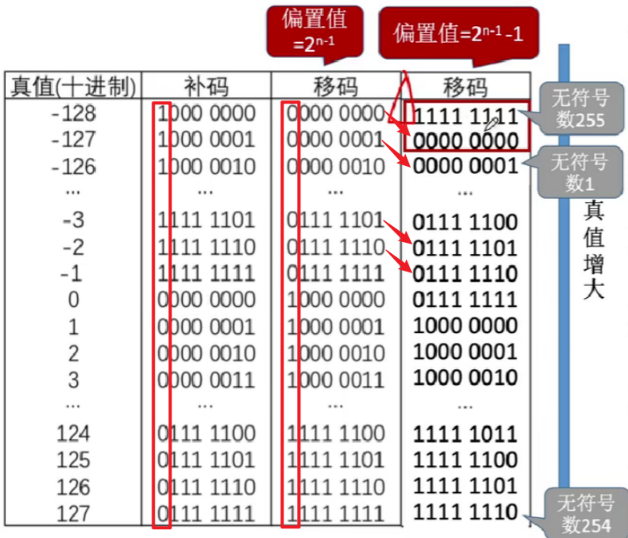 偏置值
=2ⁿ⁻¹
偏置值=2ⁿ⁻¹-1
真值(十进制) 补码 移码 移码
-128 1000 0000 0000 0000 1111 1111
-127 1000 0001 0000 0001 0000 0000
-126 1000 0010 0000 0010 0000 0001
... ... ... ...
-3 1111 1101 0111 1101 0111 1100
-2 1111 1110 0111 1110 0111 1101
-1 1111 1111 0111 1111 0111 1110
0 0000 0000 1000 0000 0111 1111
1 0000 0001 1000 0001 1000 0000
2 0000 0010 1000 0010 1000 0001
3 0000 0011 1000 0011 1000 0010
... ... ... ...
124 0111 1100 1111 1100 1111 1011
125 0111 1101 1111 1101 1111 1100
126 0111 1110 1111 1110 1111 1101
127 0111 1111 1111 1111 1111 1110
无符号
数255
无符号
数1
真
值
增
大
无符号
数254